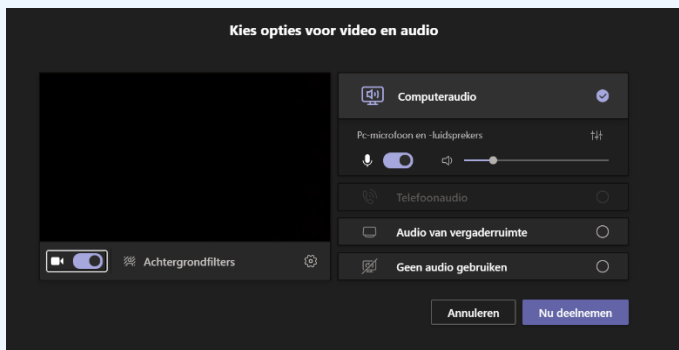 Kies opties voor video en audio
Computeraudio
Pc-microfoon en -luidsprekers
Telefoonaudio
Audio van vergaderruimte
Achtergrondfilters
Geen audio gebruiken
Annuleren
Nu deelnemen